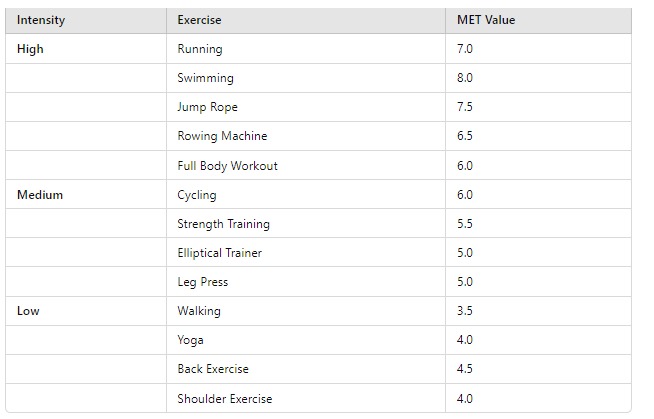 Intensity Exercise MET Value
High Running 7.0
Swimming 8.0
Jump Rope 7.5
Rowing Machine 6.5
Full Body Workout 6.0
Medium Cycling 6.0
Strength Training 5.5
Elliptical Trainer 5.0
Leg Press 5.0
Low Walking 3.5
Yoga 4.0
Back Exercise 4.5
Shoulder Exercise 4.0